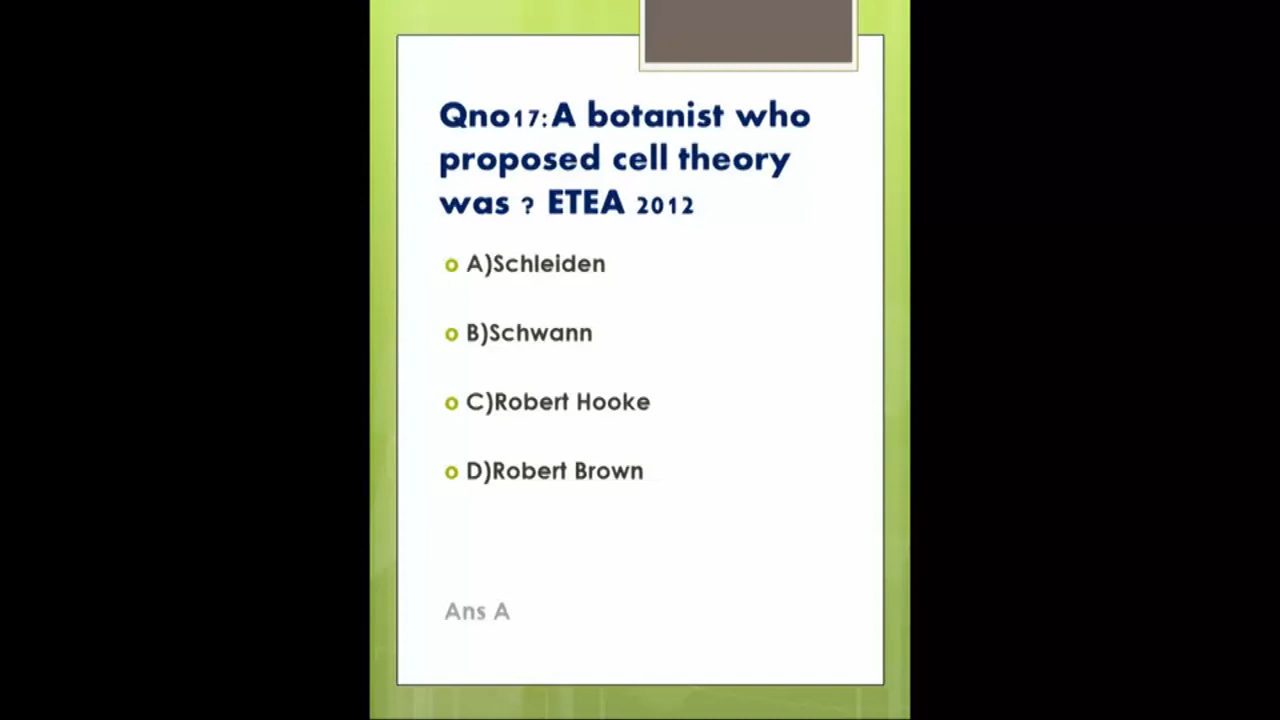 Qno17:A botanist who
proposed cell theory
was ? ETEA 2012
A)Schleiden
B)Schwann
C)Robert Hooke
D)Robert Brown
Ans A